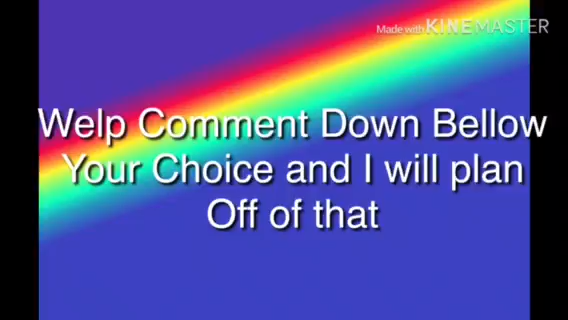 Made with KINEMASTER
Welp Comment Down Bellow
Your Choice and I will plan
Off of that